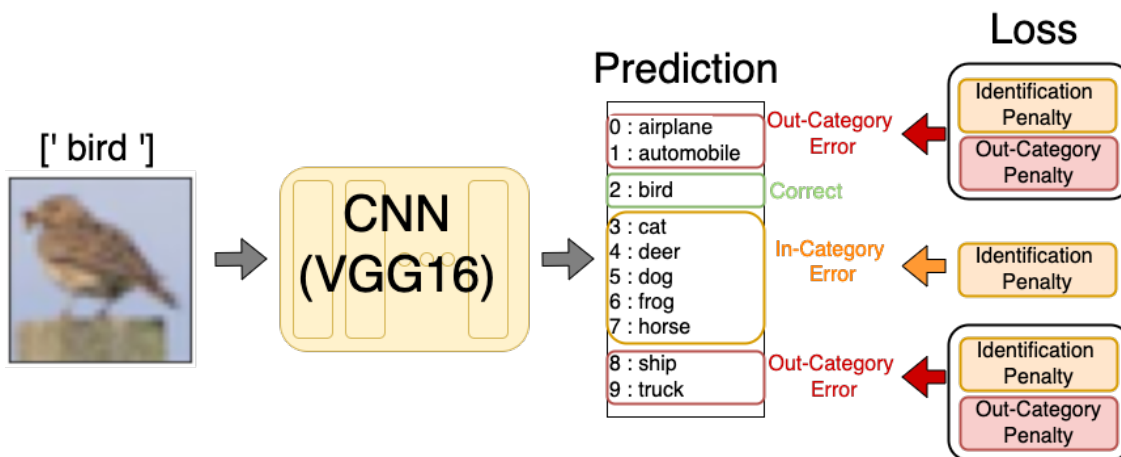 Loss
Prediction
Identification
Penalty
Out-Category
Penalty
[' bird ']
0 : airplane
1 : automobile
Out-Category
Error
2 : bird
Correct
CNN
(VGG16)
3 : cat
4 : deer
5 : dog
6 : frog
7 : horse
In-Category
Error
Identification
Penalty
8 : ship
9 : truck
Out-Category
Error
Identification
Penalty
Out-Category
Penalty